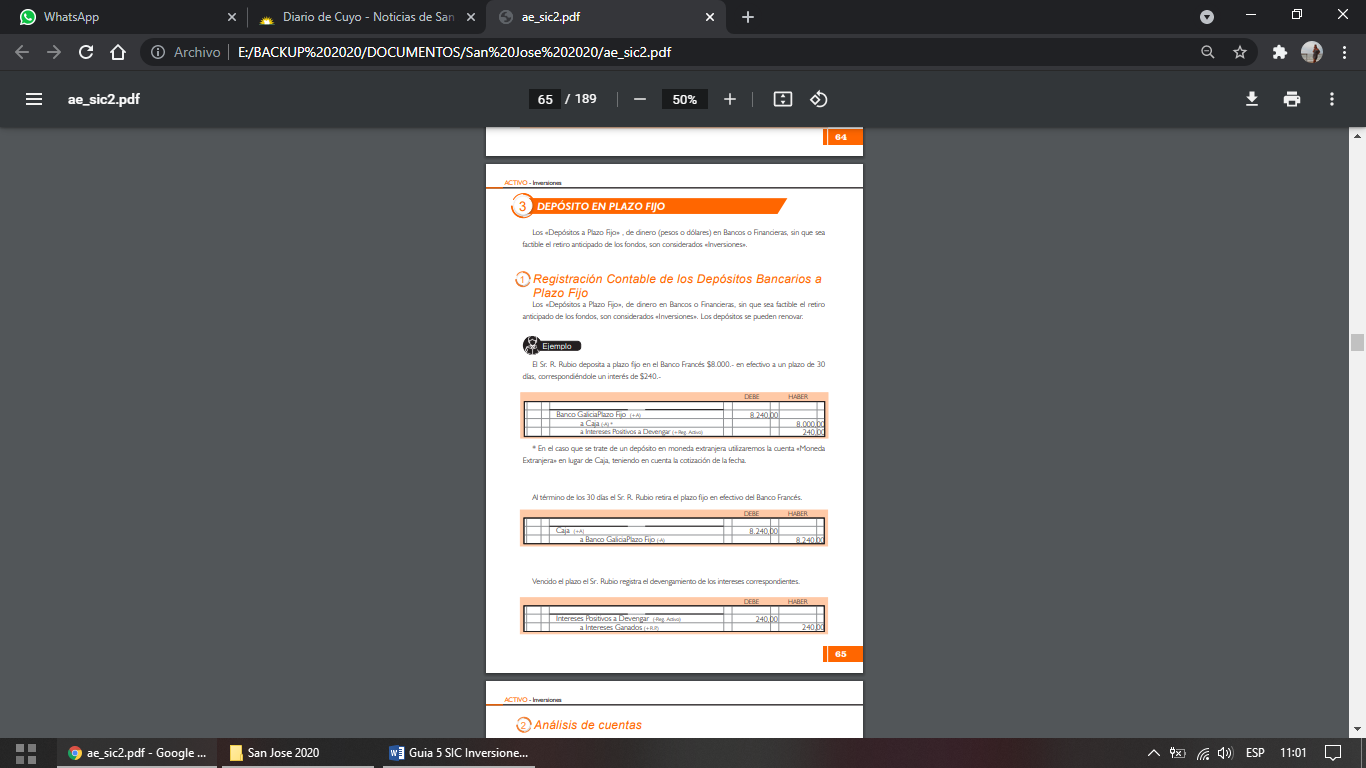 WhatsApp
Diario de Cuyo - Noticias de San
ae_sic2.pdf
Archivo
E:/BACKUP%202020/DOCUMENTOS/San%20Jose%202020/ae_sic2.pdf
ae_sic2.pdf
65 / 189
50%
64
ACTIVO - Inversiones
3 DEPÓSITO EN PLAZO FIJO
Los «Depósitos a Plazo Fijo» , de dinero (pesos o dólares) en Bancos o Financieras, sin que sea
factible el retiro anticipado de los fondos, son considerados «Inversiones».
1 Registración Contable de los Depósitos Bancarios a
Plazo Fijo
Los «Depósitos a Plazo Fijo», de dinero en Bancos o Financieras, sin que sea factible el retiro
anticipado de los fondos, son considerados «Inversiones». Los depósitos se pueden renovar.
Ejemplo
El Sr. R. Rubio deposita a plazo fijo en el Banco Francés $8.000.- en efectivo a un plazo de 30
días, correspondiéndole un interés de $240.-
DEBE HABER
Banco GaliciaPlazo Fijo (+A) 8.240,00
a Caja (-A) * 8.000,00
a Intereses Positivos a Devengar (+Reg. Activo) 240,00
* En el caso que se trate de un depósito en moneda extranjera utilizaremos la cuenta «Moneda
Extranjera» en lugar de Caja, teniendo en cuenta la cotización de la fecha.
Al término de los 30 días el Sr. R. Rubio retira el plazo fijo en efectivo del Banco Francés.
DEBE HABER
Caja (+A) 8.240,00
a Banco GaliciaPlazo Fijo (-A) 8.240,00
Vencido el plazo el Sr. Rubio registra el devengamiento de los intereses correspondientes.
DEBE HABER
Intereses Positivos a Devengar (-Reg. Activo) 240,00
a Intereses Ganados (+R.P) 240,00
65
ACTIVO - Inversiones
2 Análisis de cuentas
ae_sic2.pdf - Google ...
San Jose 2020
Guia 5 SIC Inversione...
ESP
11:01